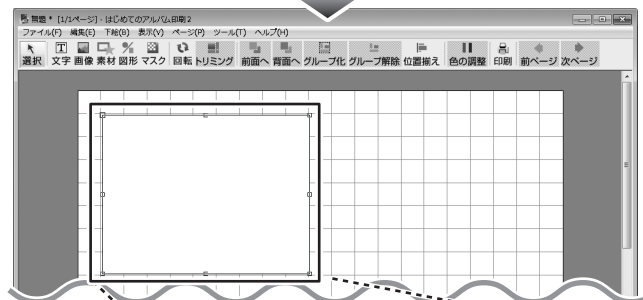 無題 * [1/1ページ] - はじめてのアルバム印刷2
ファイル(F) 編集(E) 下絵(B) 表示(V) ページ(P) ツール(T) ヘルプ(H)
選択 文字 画像 素材 図形 マスク 回転 トリミング 前面へ 背面へ グループ化 グループ解除 位置揃え 色の調整 印刷 前ページ 次ページ